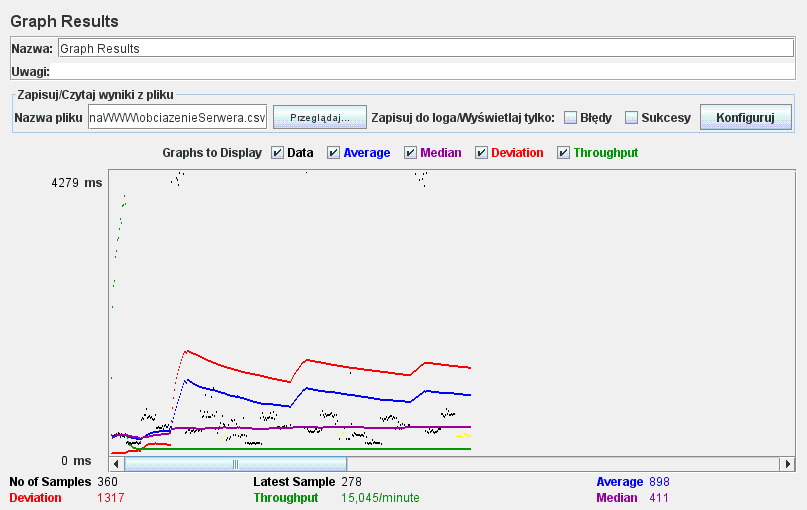 Graph Results
Nazwa: Graph Results
Uwagi:
Zapisuj/Czytaj wyniki z pliku
Nazwa pliku naWWW\obciazenieSerwera.csv Przeglądaj... Zapisuj do loga/Wyświetlaj tylko: Błędy Sukcesy Konfiguruj
Graphs to Display Data Average Median Deviation Throughput
4279 ms
0 ms
No of Samples 360 Latest Sample 278 Average 898
Deviation 1317 Throughput 15,045/minute Median 411